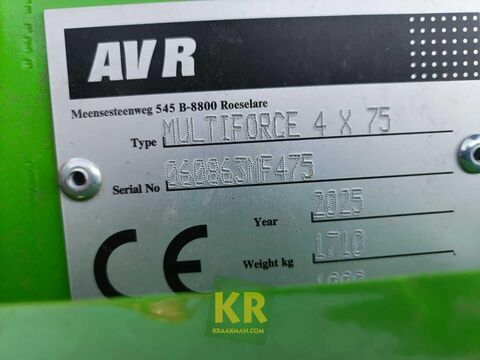 AVR
Meensesteenweg 545 B-8800 Roeselare
Type MULTIFORCE 4 X 75
Serial No 060863MF475
Year 2025
CE
Weight kg 1710
KR
KRAAKMAN.COM